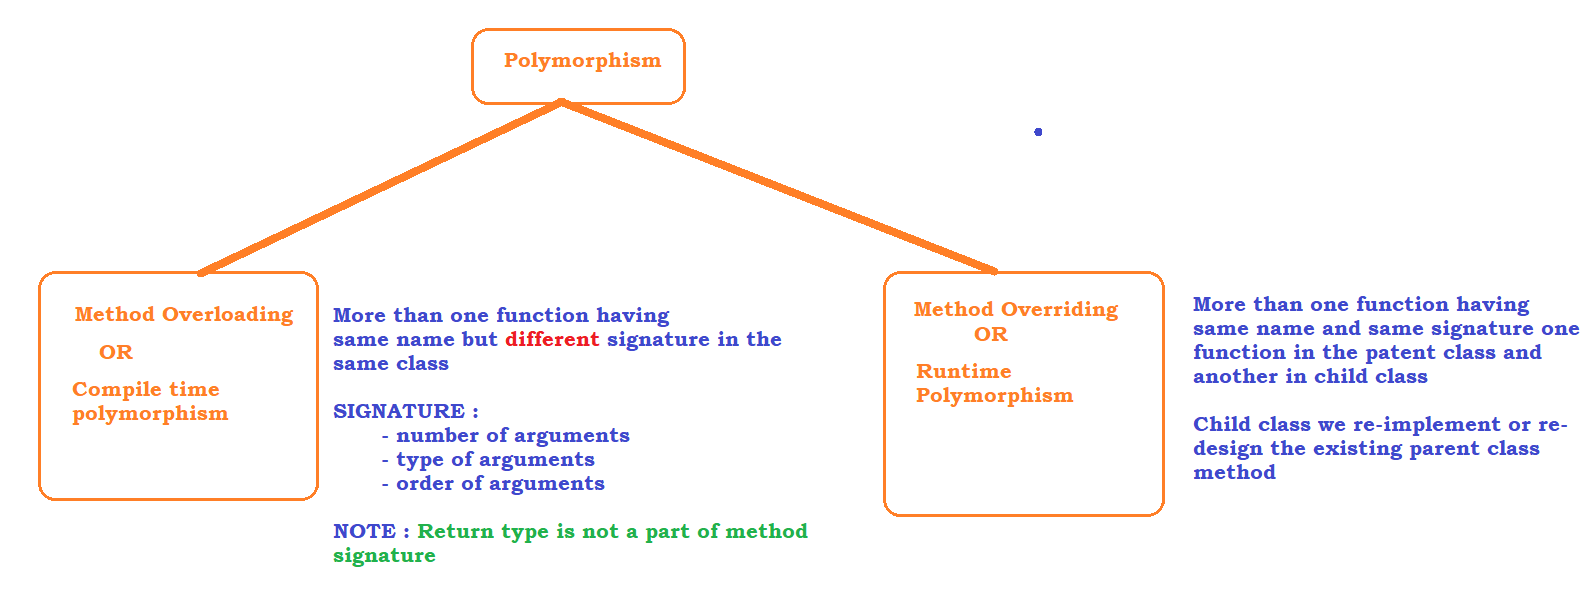 Polymorphism
Method Overloading
OR
Compile time
polymorphism
More than one function having
same name but different signature in the
same class
SIGNATURE :
- number of arguments
- type of arguments
- order of arguments
NOTE : Return type is not a part of method
signature
Method Overriding
OR
Runtime
Polymorphism
More than one function having
same name and same signature one
function in the patent class and
another in child class
Child class we re-implement or re-
design the existing parent class
method